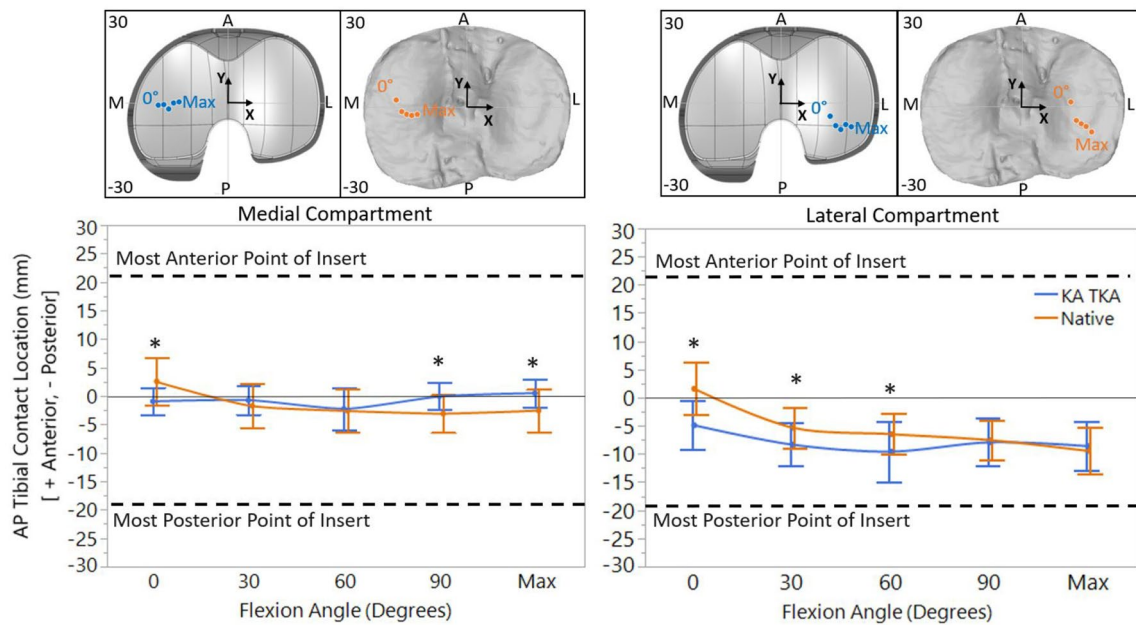 30 A
Y
0° Max
M X
-30
30 A
Y
0° Max
M X L
-30 P
30
Y
0°
M X Max
-30
30 A
Y
0°
X L
Max
-30 P
Medial Compartment
Lateral Compartment
AP Tibial Contact Location (mm)
[ + Anterior, - Posterior]
30
25
20
15
10
5
0
-5
-10
-15
-20
-25
-30
Most Anterior Point of Insert
* * *
Most Posterior Point of Insert
0 30 60 90 Max
Flexion Angle (Degrees)
30
25
20
15
10
5
0
-5
-10
-15
-20
-25
-30
Most Anterior Point of Insert
KA TKA
Native
* * *
Most Posterior Point of Insert
0 30 60 90 Max
Flexion Angle (Degrees)